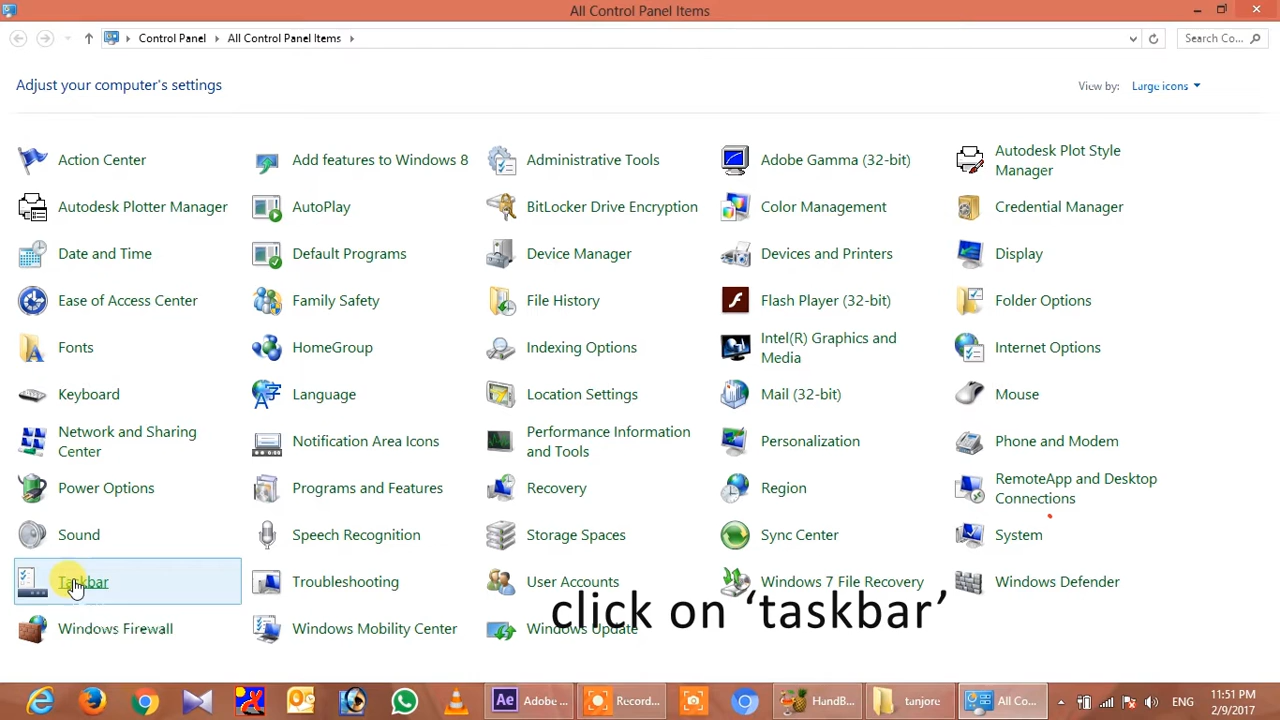 All Control Panel Items
Control Panel
All Control Panel Items
Search Co...
Adjust your computer's settings
View by:
Large icons
Action Center
Add features to Windows 8
Administrative Tools
Adobe Gamma (32-bit)
Autodesk Plot Style
Manager
Autodesk Plotter Manager
AutoPlay
BitLocker Drive Encryption
Color Management
Credential Manager
Date and Time
Default Programs
Device Manager
Devices and Printers
Display
Ease of Access Center
Family Safety
File History
Flash Player (32-bit)
Folder Options
Fonts
HomeGroup
Indexing Options
Intel(R) Graphics and
Media
Internet Options
Keyboard
Language
Location Settings
Mail (32-bit)
Mouse
Network and Sharing
Center
Notification Area Icons
Performance Information
and Tools
Personalization
Phone and Modem
Power Options
Programs and Features
Recovery
Region
RemoteApp and Desktop
Connections
Sound
Speech Recognition
Storage Spaces
Sync Center
System
Taskbar
Troubleshooting
User Accounts
Windows 7 File Recovery
Windows Defender
click on ‘taskbar’
Windows Firewall
Windows Mobility Center
Windows Update
Ae
Adobe ...
Record...
HandB...
tanjore
All Co...
ENG
11:51 PM
2/9/2017